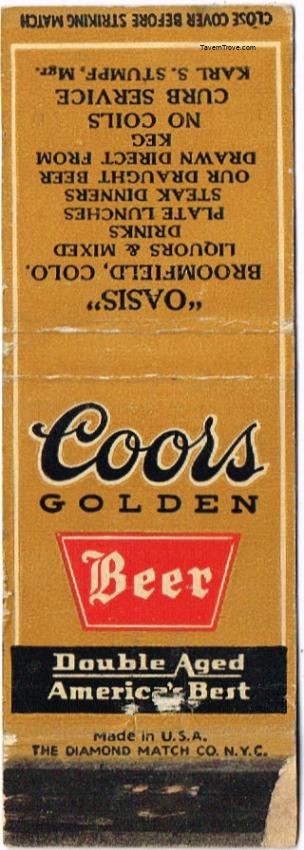 TavernTrove.com
CLOSE COVER BEFORE STRIKING MATCH
"OASIS"
BROOMFIELD, COLO.
LIQUORS & MIXED
DRINKS
PLATE LUNCHES
STEAK DINNERS
OUR DRAUGHT BEER
DRAWN DIRECT FROM
KEG
NO COILS
CURB SERVICE
KARL S. STUMPF, Mgr.
Coors
GOLDEN
Beer
Double Aged
America's Best
Made in U.S.A.
THE DIAMOND MATCH CO. N.Y.C.